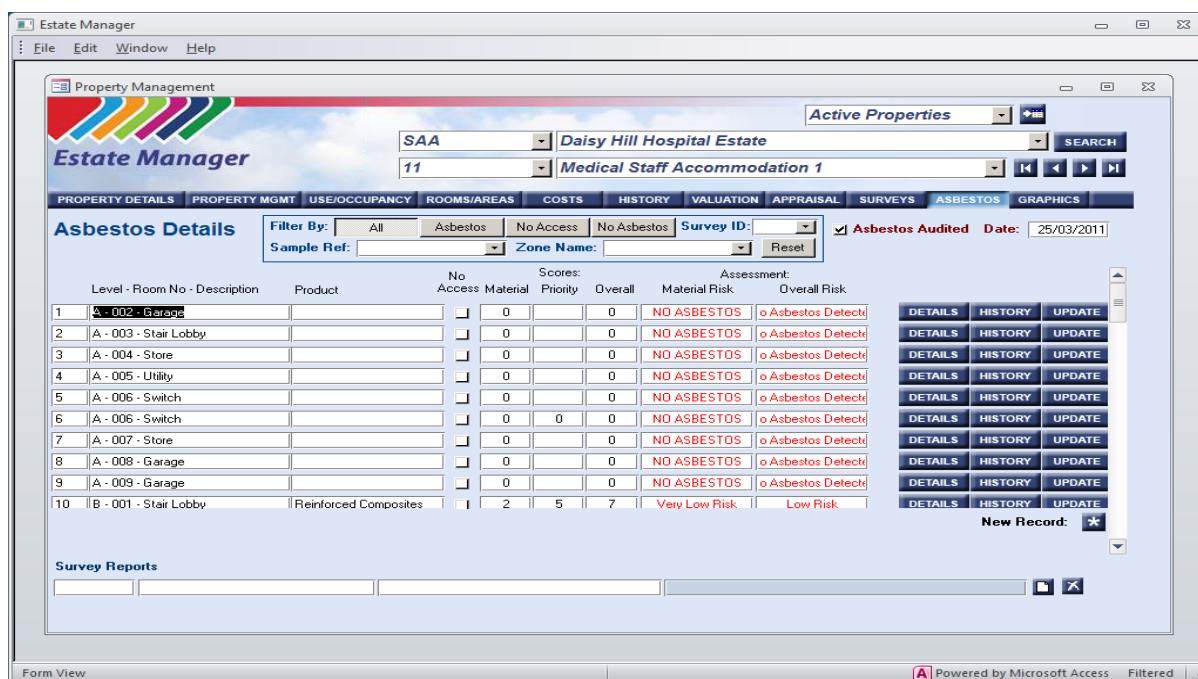 Estate Manager
File Edit Window Help
Property Management
Active Properties
SAA Daisy Hill Hospital Estate SEARCH
Estate Manager
11 Medical Staff Accommodation 1
PROPERTY DETAILS PROPERTY MGMT USE/OCCUPANCY ROOMS/AREAS COSTS HISTORY VALUATION APPRAISAL SURVEYS ASBESTOS GRAPHICS
Asbestos Details Filter By: All Asbestos No Access No Asbestos Survey ID: Asbestos Audited Date: 25/03/2011
Sample Ref: Zone Name: Reset
No Scores: Assessment:
Level - Room No - Description Product Access Material Priority Overall Material Risk Overall Risk
1 A - 002 - Garage 0 0 NO ASBESTOS o Asbestos Detecte DETAILS HISTORY UPDATE
2 A - 003 - Stair Lobby 0 0 NO ASBESTOS o Asbestos Detecte DETAILS HISTORY UPDATE
3 A - 004 - Store 0 0 NO ASBESTOS o Asbestos Detecte DETAILS HISTORY UPDATE
4 A - 005 - Utility 0 0 NO ASBESTOS o Asbestos Detecte DETAILS HISTORY UPDATE
5 A - 006 - Switch 0 0 NO ASBESTOS o Asbestos Detecte DETAILS HISTORY UPDATE
6 A - 006 - Switch 0 0 0 NO ASBESTOS o Asbestos Detecte DETAILS HISTORY UPDATE
7 A - 007 - Store 0 0 NO ASBESTOS o Asbestos Detecte DETAILS HISTORY UPDATE
8 A - 008 - Garage 0 0 NO ASBESTOS o Asbestos Detecte DETAILS HISTORY UPDATE
9 A - 009 - Garage 0 0 NO ASBESTOS o Asbestos Detecte DETAILS HISTORY UPDATE
10 B - 001 - Stair Lobby Reinforced Composites 2 5 7 Very Low Risk Low Risk DETAILS HISTORY UPDATE
New Record: *
Survey Reports
Form View A Powered by Microsoft Access Filtered